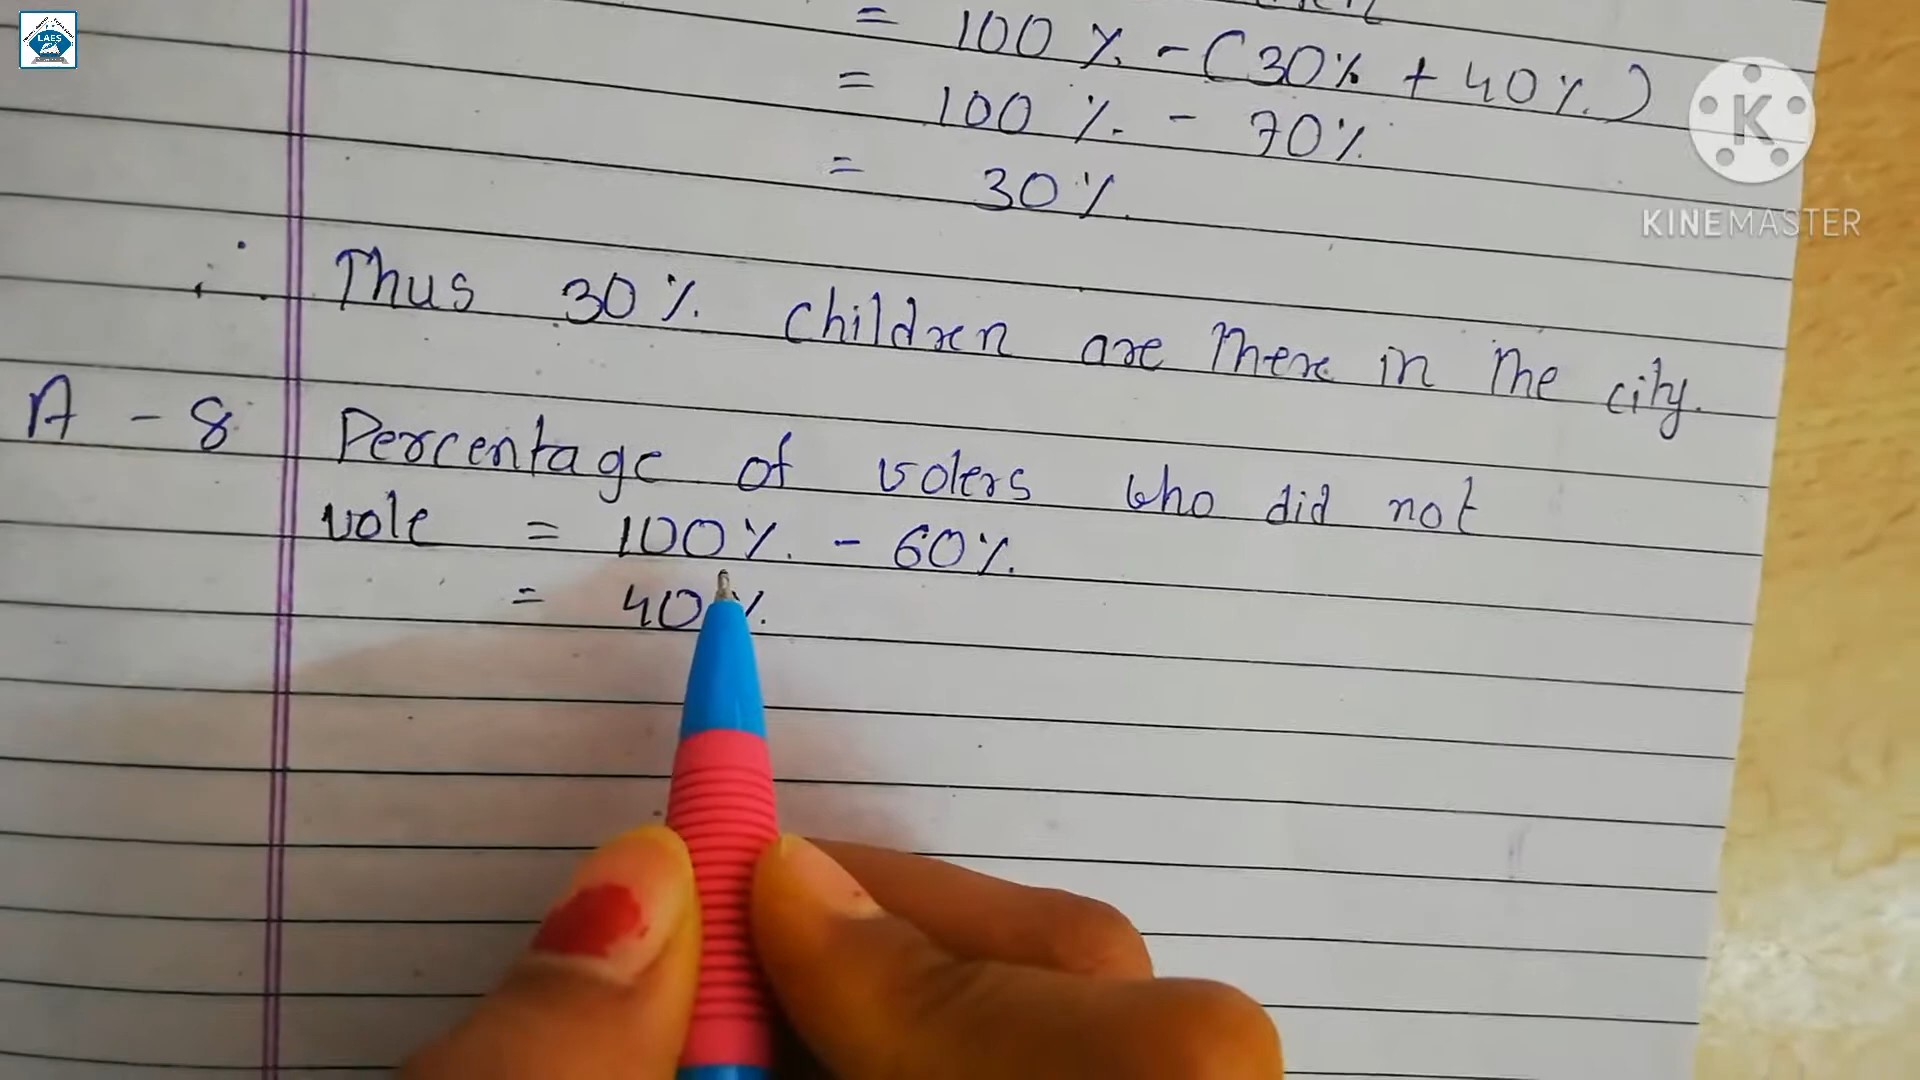 LAES
= 100 % - (30% + 40%)
= 100 % - 70%
= 30%
KINEMASTER
∴ Thus 30% children are there in the city.
A - 8 Percentage of voters who did not
vote = 100% - 60%
= 40%